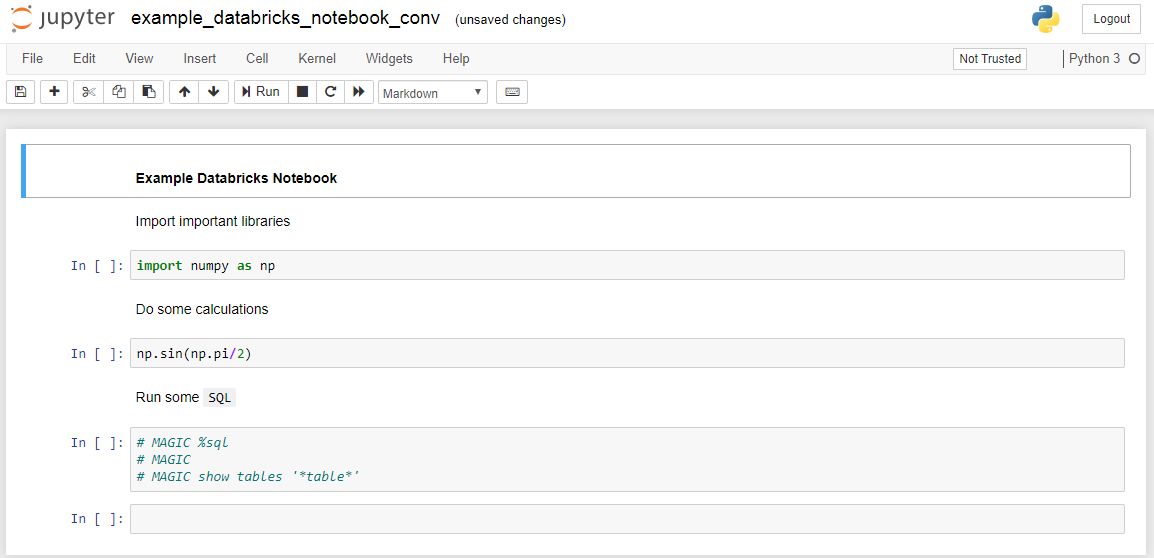 jupyter example_databricks_notebook_conv (unsaved changes) Logout
File Edit View Insert Cell Kernel Widgets Help Not Trusted Python 3
Run Markdown
Example Databricks Notebook
Import important libraries
In [ ]: import numpy as np
Do some calculations
In [ ]: np.sin(np.pi/2)
Run some SQL
In [ ]: # MAGIC %sql
# MAGIC
# MAGIC show tables '*table*'
In [ ]: